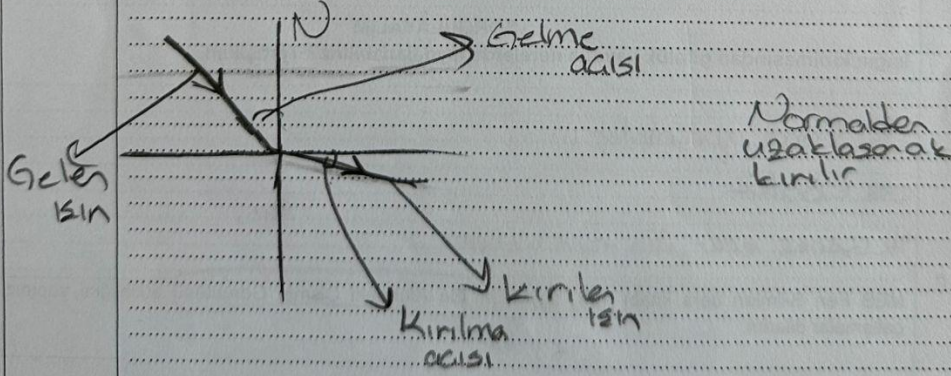 N
Gelme
açısı
Normalden
uzaklaşarak
kırılır
Gelen
ışın
Kırılan
ışın
Kırılma
açısı